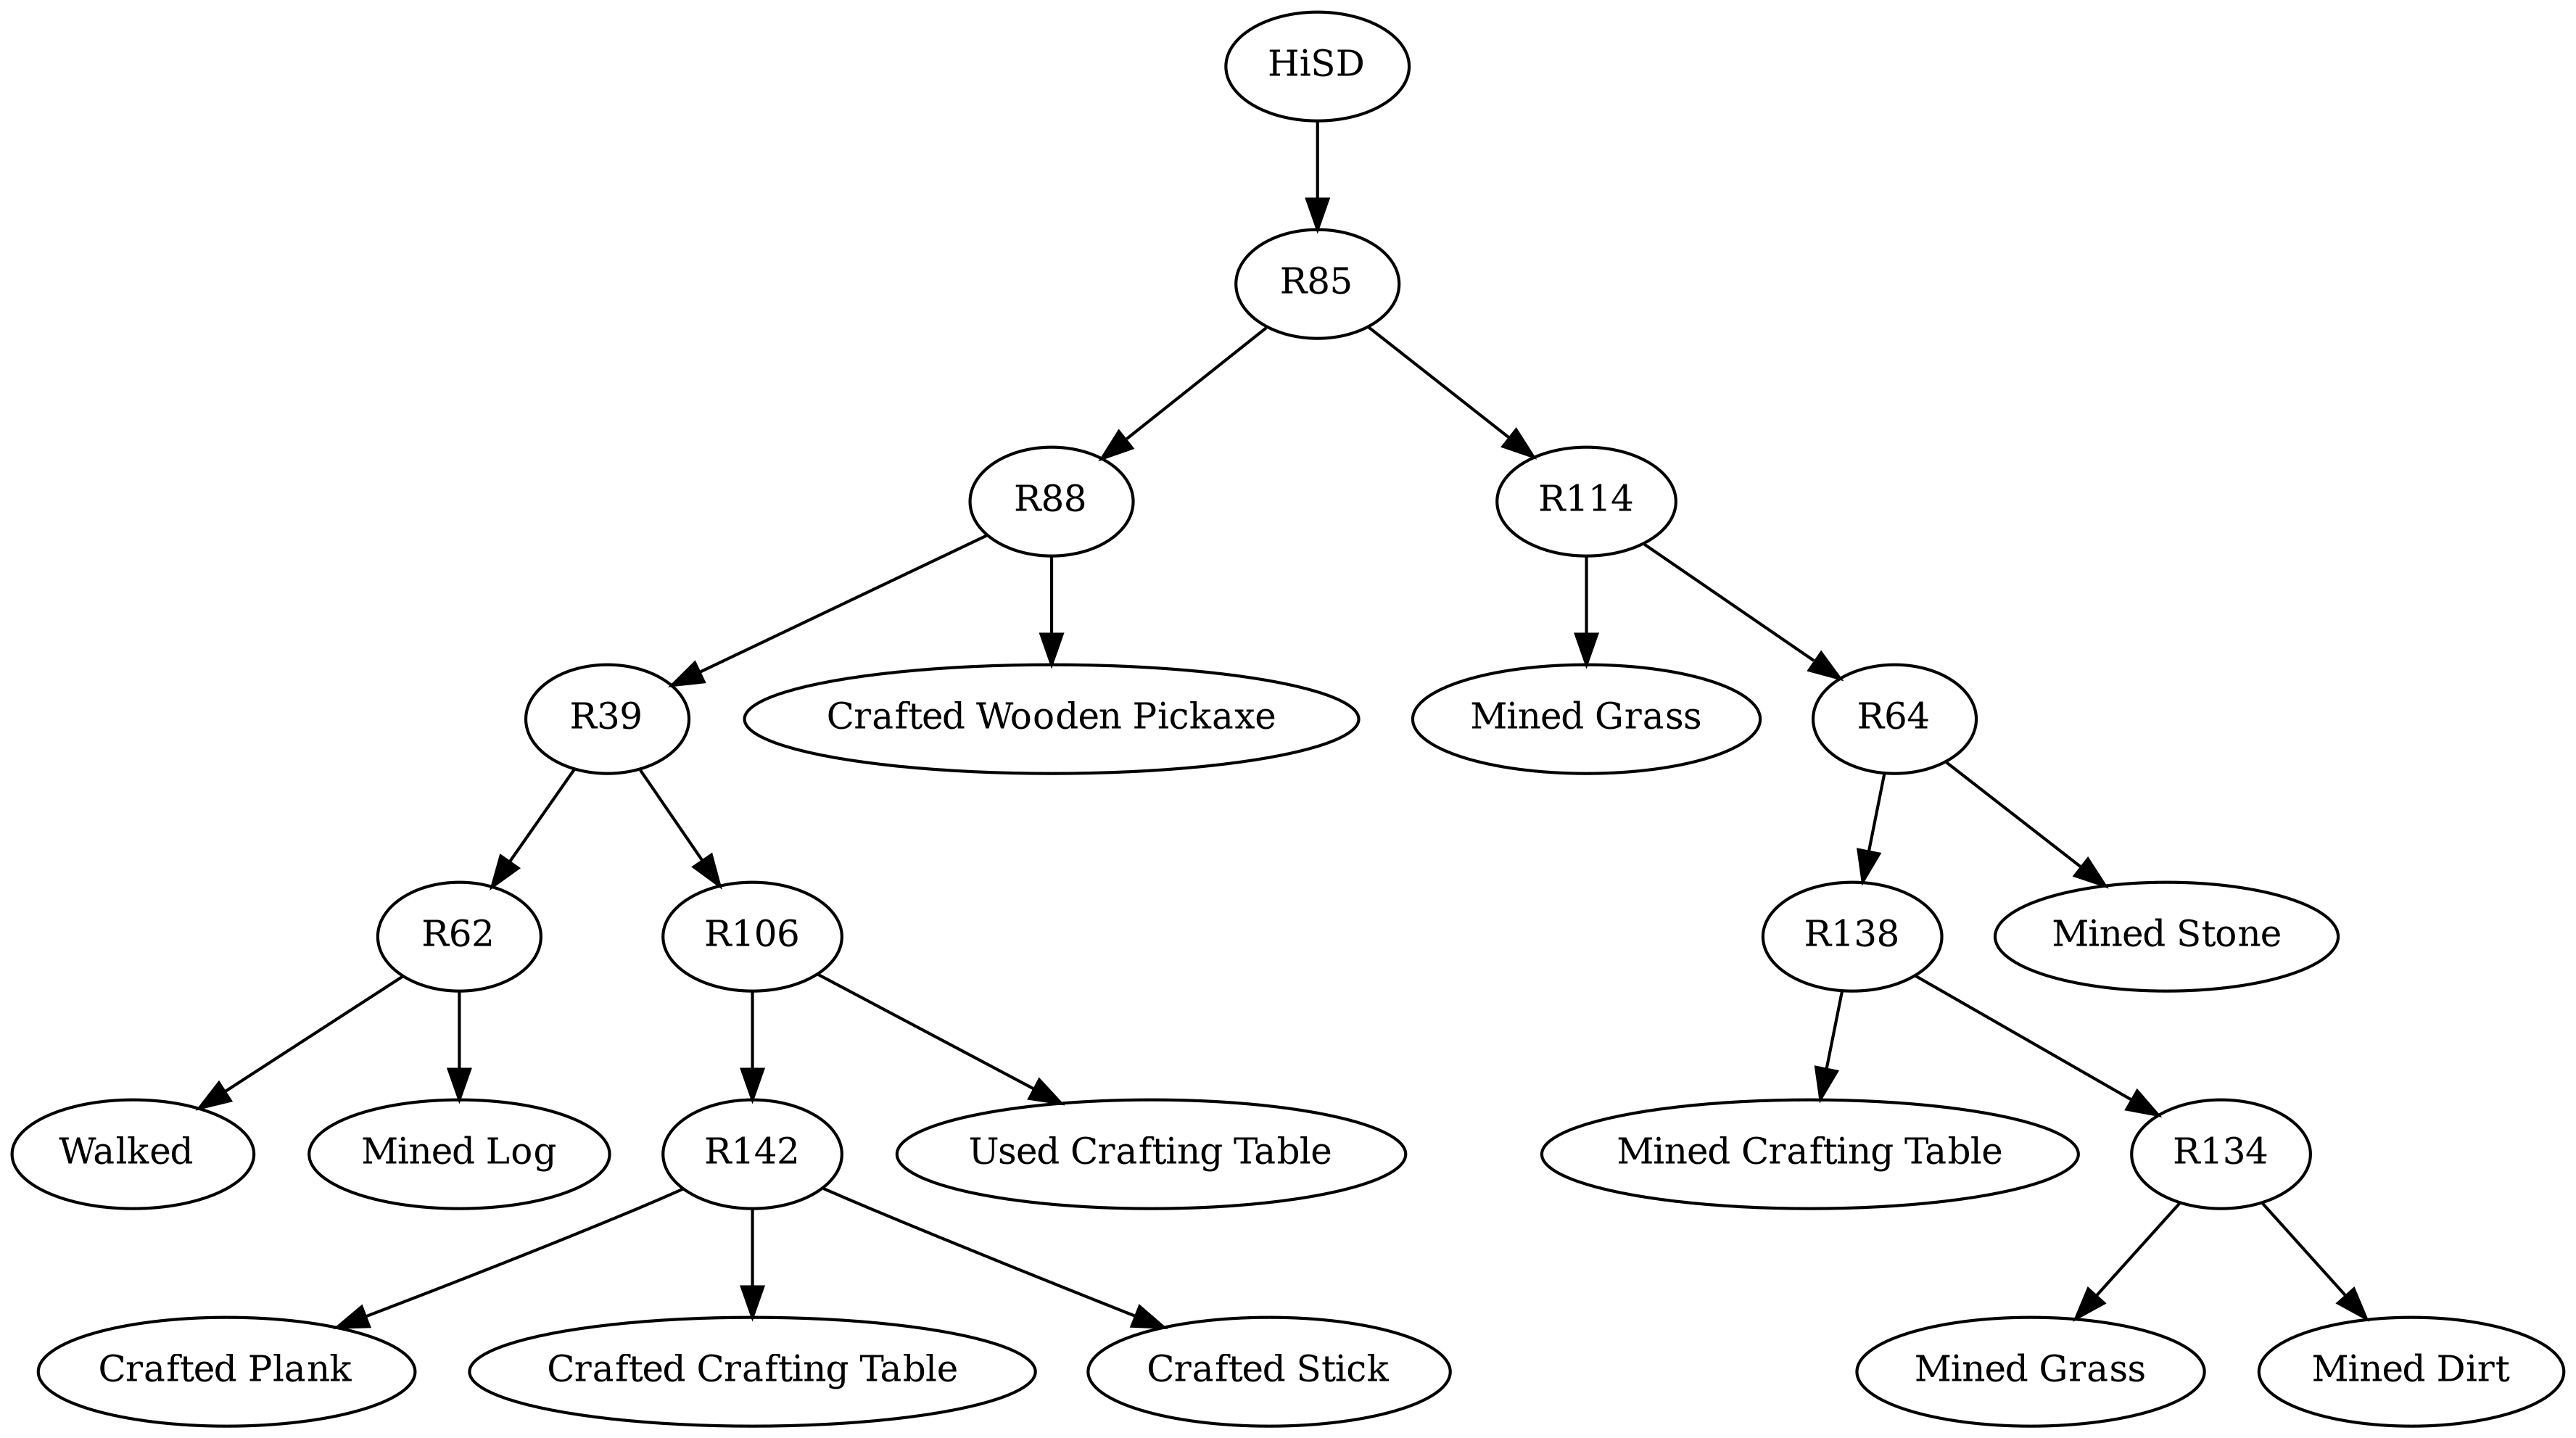 HiSD
R85
R88
R114
R39
Crafted Wooden Pickaxe
Mined Grass
R64
R62
R106
R138
Mined Stone
Walked
Mined Log
R142
Used Crafting Table
Mined Crafting Table
R134
Crafted Plank
Crafted Crafting Table
Crafted Stick
Mined Grass
Mined Dirt